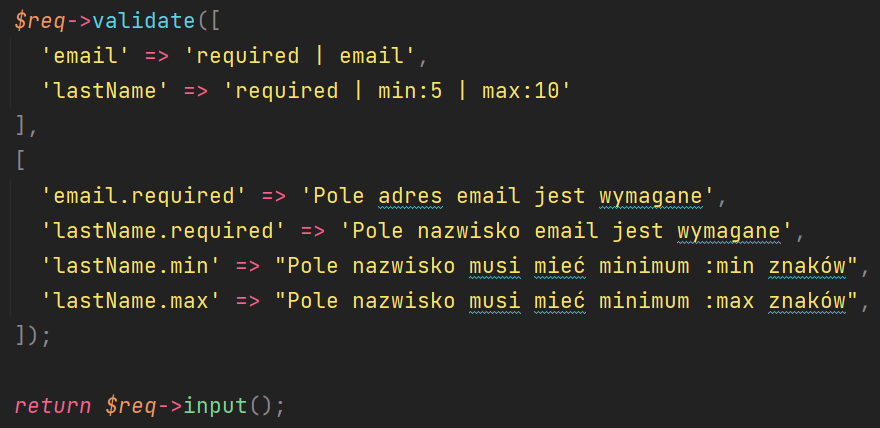 $req->validate([
'email' => 'required | email',
'lastName' => 'required | min:5 | max:10'
],
[
'email.required' => 'Pole adres email jest wymagane',
'lastName.required' => 'Pole nazwisko email jest wymagane',
'lastName.min' => "Pole nazwisko musi mieć minimum :min znaków",
'lastName.max' => "Pole nazwisko musi mieć minimum :max znaków",
]);
return $req->input();